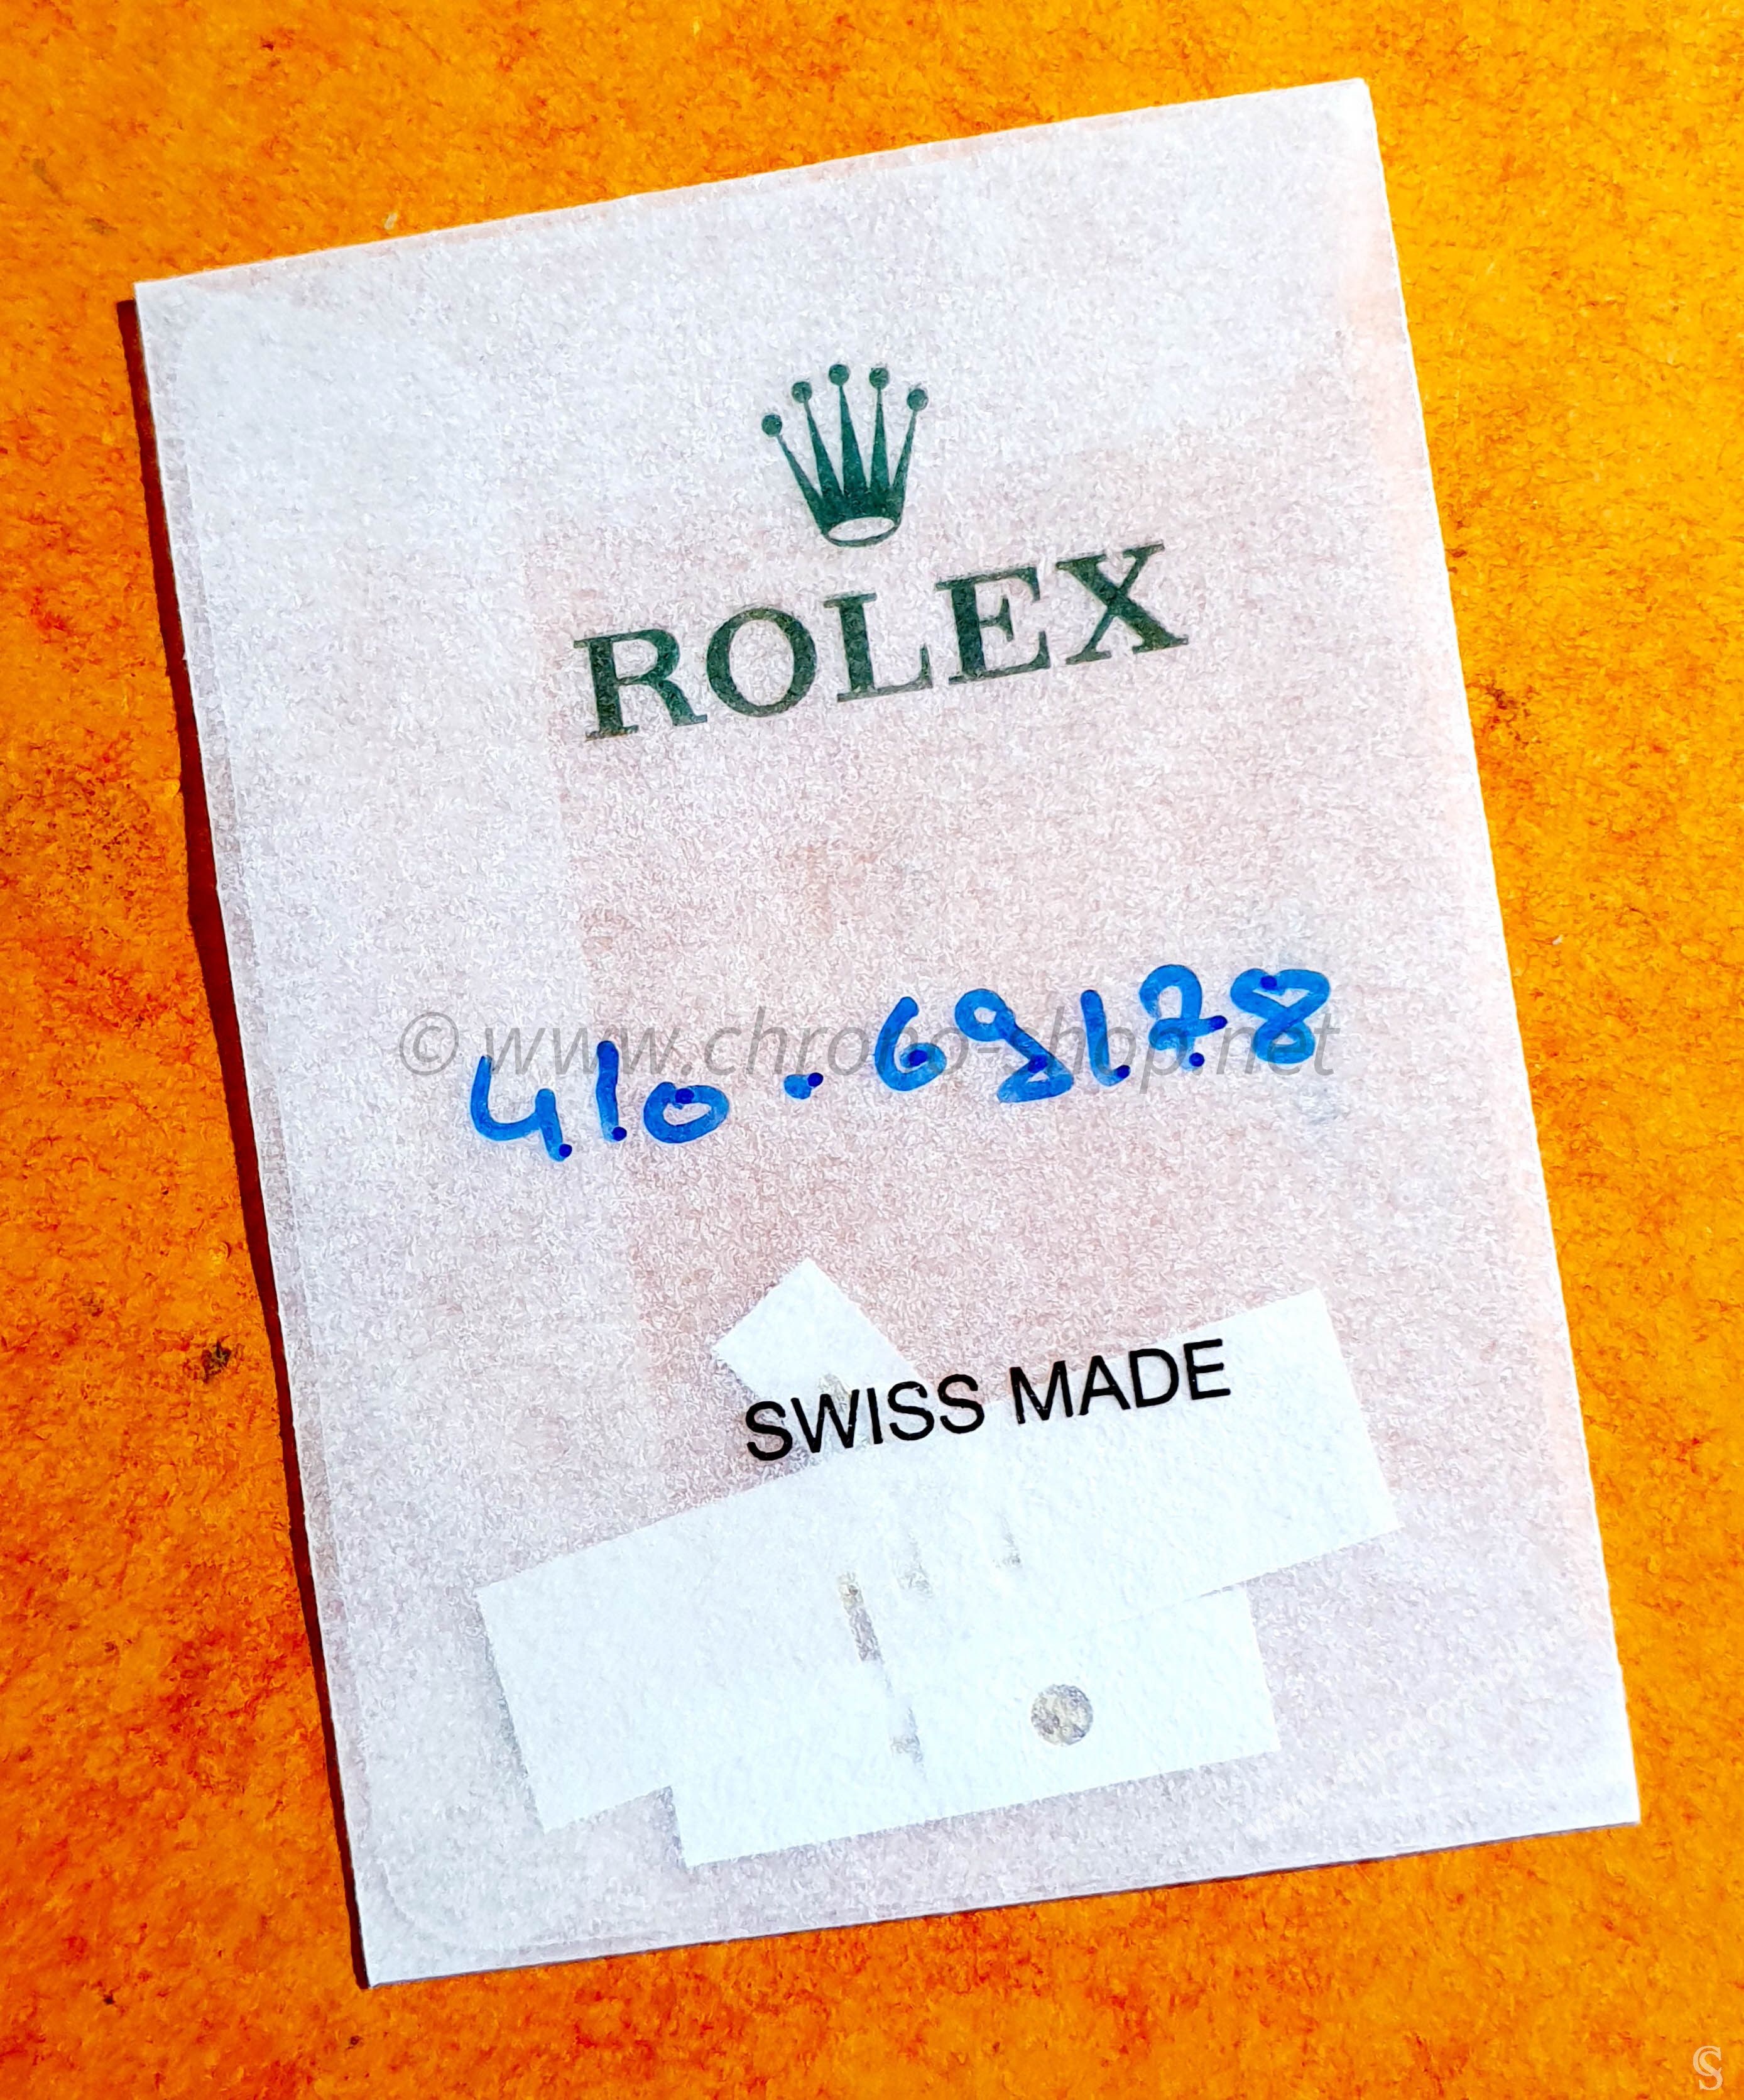 ROLEX
410.69178
© www.chrono-shop.net
SWISS MADE